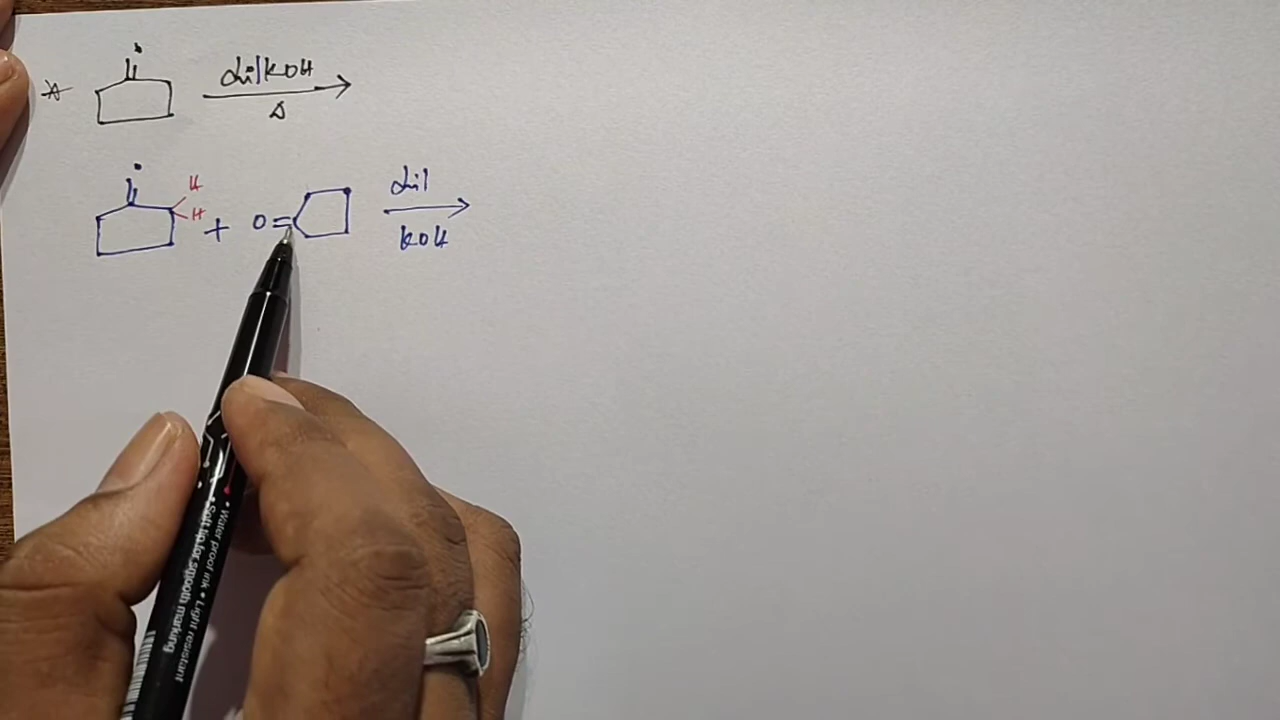 dil|KOH
Δ
H
H
+ O=
dil
KOH
Water proof ink • Light resistant
Soft tip for smooth marking